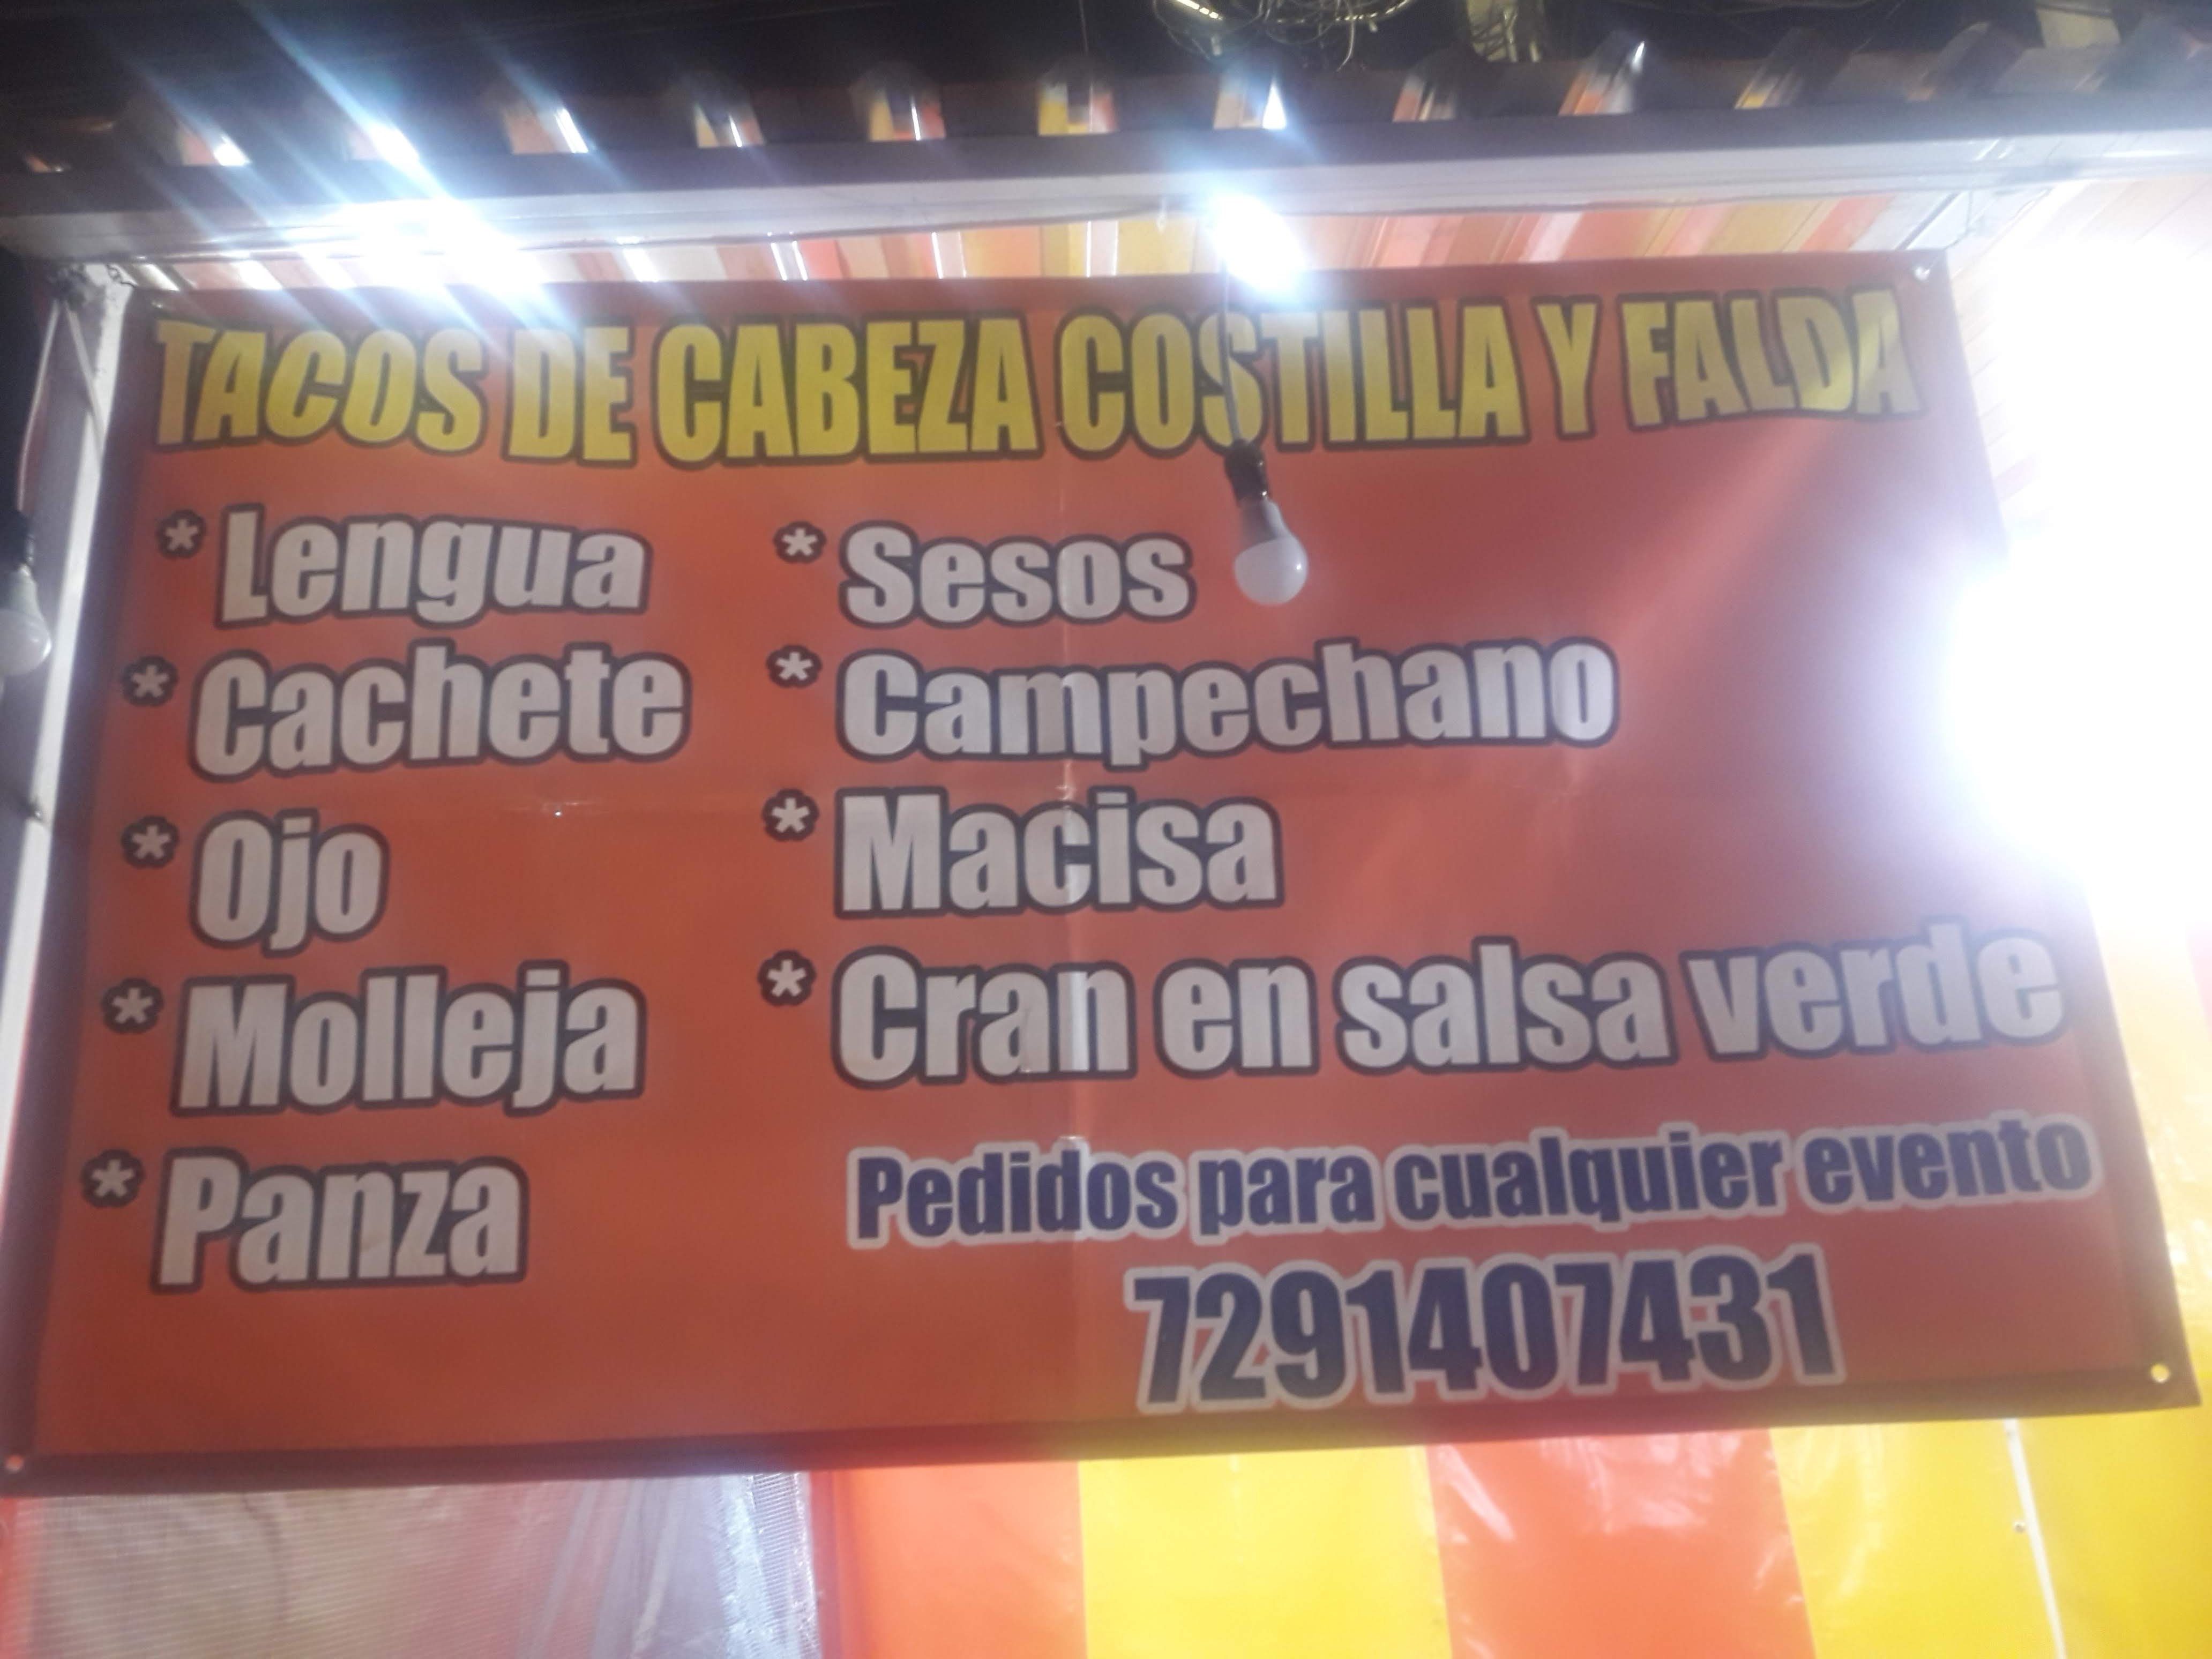 TACOS DE CABEZA COSTILLA Y FALDA
* Lengua
* Cachete
* Ojo
* Molleja
* Panza
* Sesos
* Campechano
* Macisa
* Cran en salsa verde
Pedidos para cualquier evento
7291407431